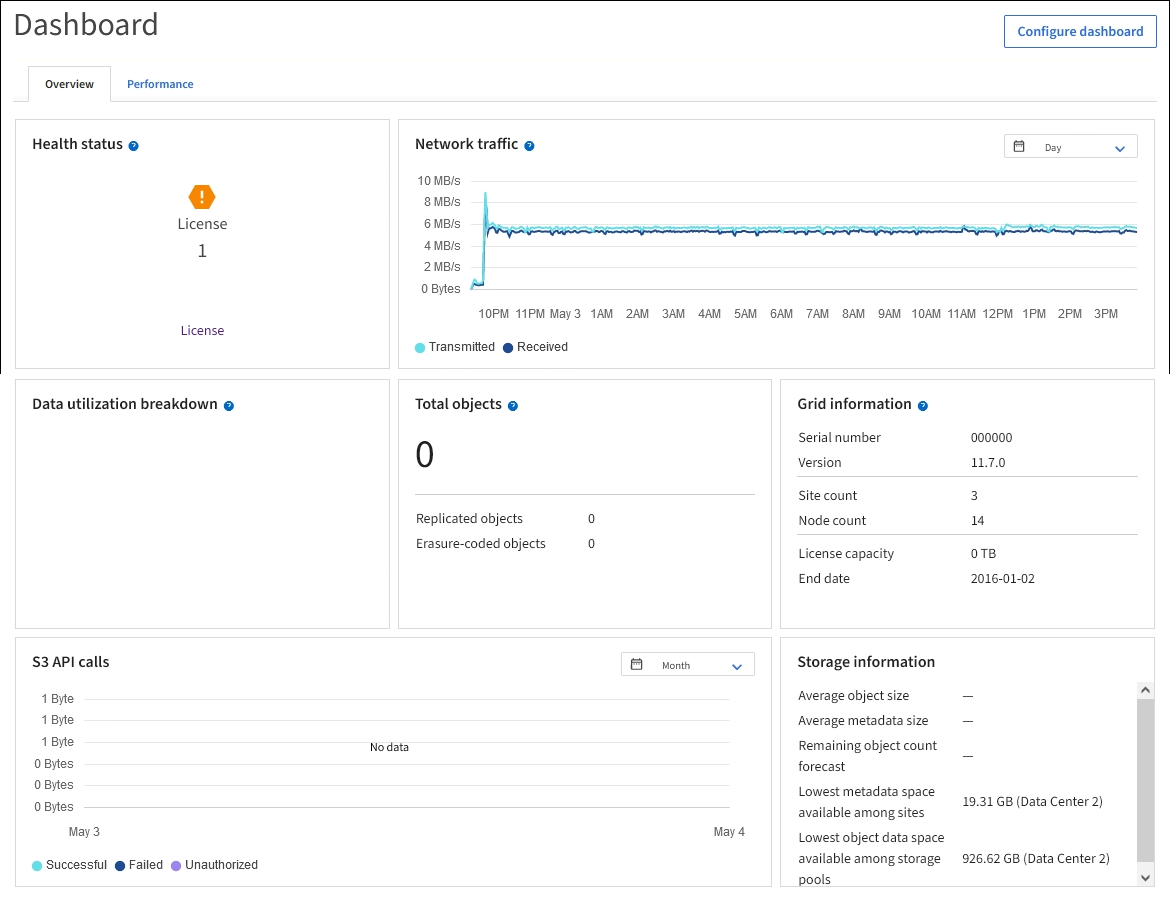 Dashboard
Configure dashboard
Overview
Performance
Health status ?
!
License
1
License
Network traffic ?
Day
10 MB/s
8 MB/s
6 MB/s
4 MB/s
2 MB/s
0 Bytes
10PM 11PM May 3 1AM 2AM 3AM 4AM 5AM 6AM 7AM 8AM 9AM 10AM 11AM 12PM 1PM 2PM 3PM
Transmitted Received
Data utilization breakdown ?
Total objects ?
0
Replicated objects 0
Erasure-coded objects 0
Grid information ?
Serial number 000000
Version 11.7.0
Site count 3
Node count 14
License capacity 0 TB
End date 2016-01-02
S3 API calls
Month
1 Byte
1 Byte
1 Byte
0 Bytes
0 Bytes
0 Bytes
No data
May 3 May 4
Successful Failed Unauthorized
Storage information
Average object size —
Average metadata size —
Remaining object count
forecast —
Lowest metadata space
available among sites 19.31 GB (Data Center 2)
Lowest object data space
available among storage 926.62 GB (Data Center 2)
pools